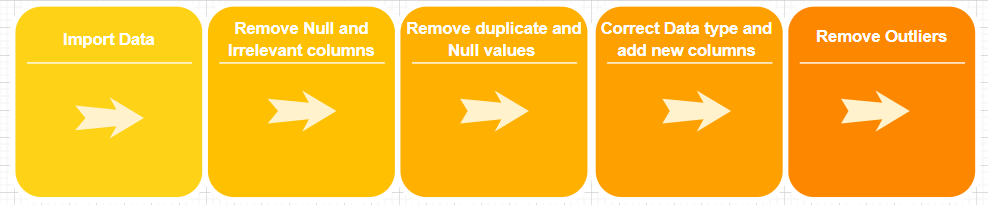 Import Data
Remove Null and
Irrelevant columns
Remove duplicate and
Null values
Correct Data type and
add new columns
Remove Outliers